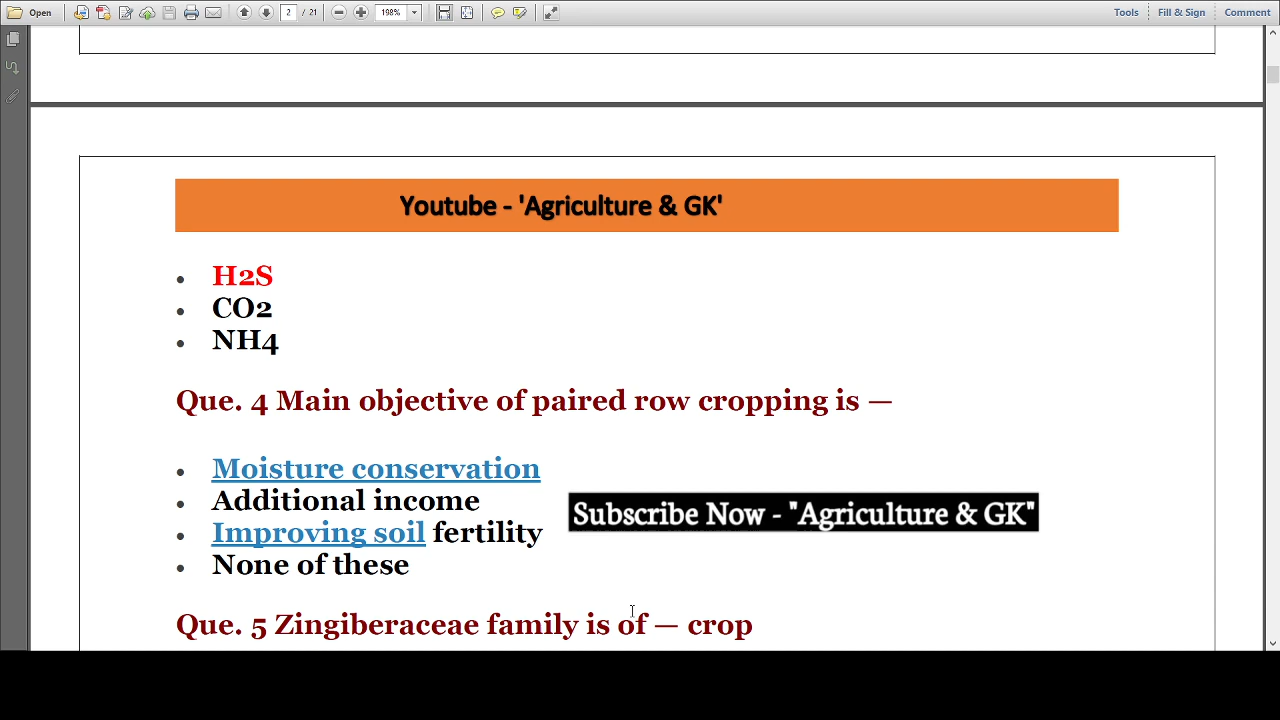 Open
2 / 21
198%
Tools
Fill & Sign
Comment
Youtube - 'Agriculture & GK'
• H2S
• CO2
• NH4
Que. 4 Main objective of paired row cropping is —
• Moisture conservation
• Additional income
Subscribe Now - "Agriculture & GK"
• Improving soil fertility
• None of these
Que. 5 Zingiberaceae family is of — crop